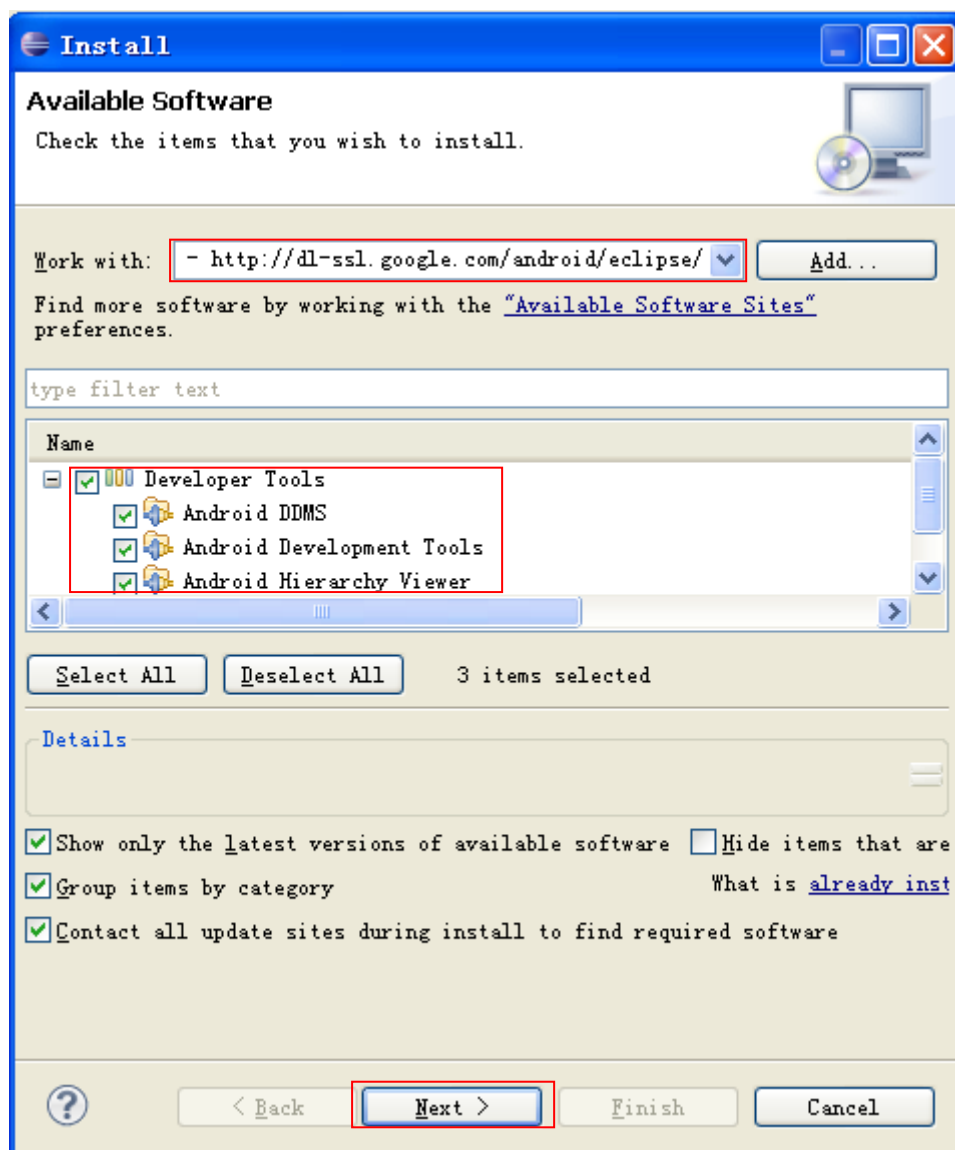 Install
Available Software
Check the items that you wish to install.
Work with: - http://dl-ssl.google.com/android/eclipse/ Add...
Find more software by working with the "Available Software Sites"
preferences.
type filter text
Name
Developer Tools
Android DDMS
Android Development Tools
Android Hierarchy Viewer
Select All Deselect All 3 items selected
Details
Show only the latest versions of available software Hide items that are
Group items by category What is already inst
Contact all update sites during install to find required software
? < Back Next > Finish Cancel